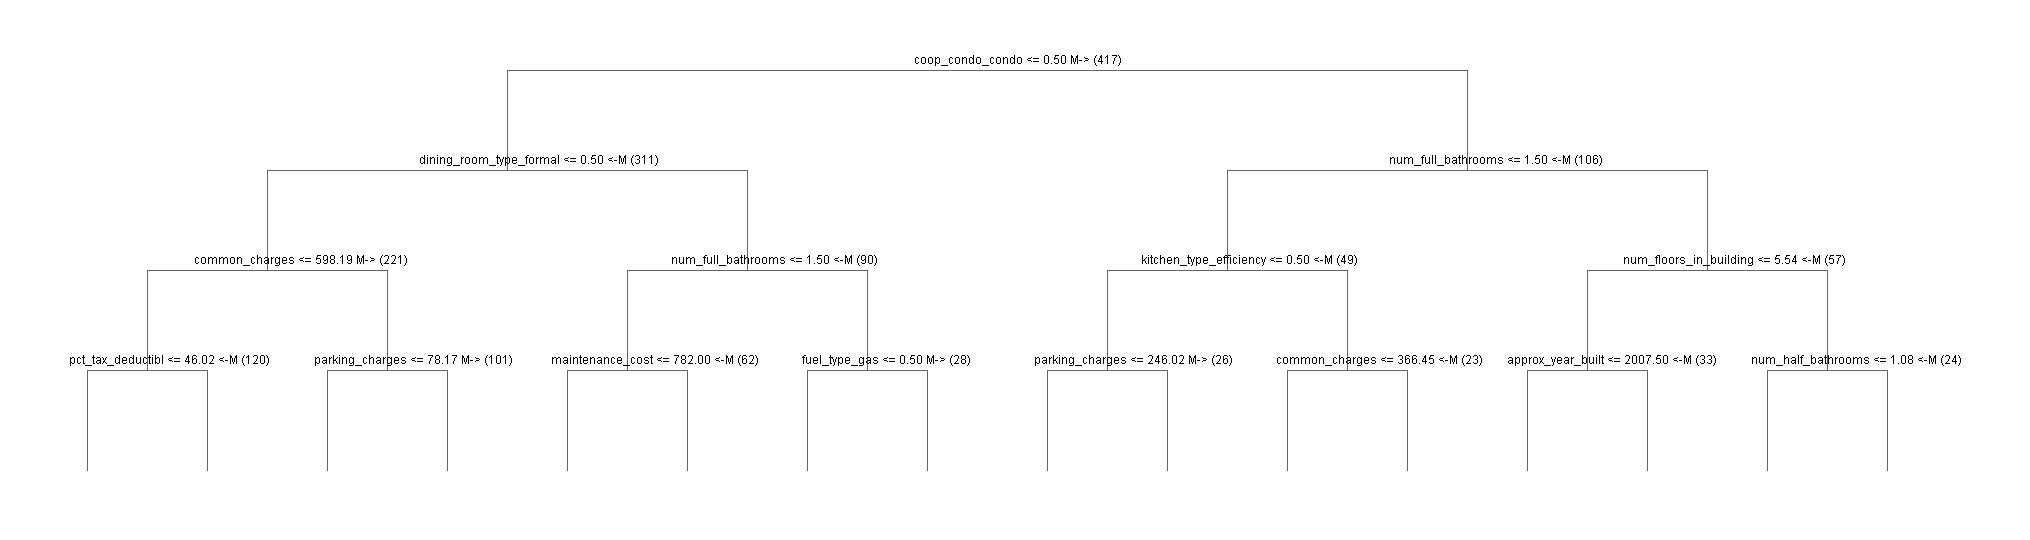 coop_condo_condo <= 0.50 M-> (417)
dining_room_type_formal <= 0.50 <-M (311)
num_full_bathrooms <= 1.50 <-M (106)
common_charges <= 598.19 M-> (221)
num_full_bathrooms <= 1.50 <-M (90)
kitchen_type_efficiency <= 0.50 <-M (49)
num_floors_in_building <= 5.54 <-M (57)
pct_tax_deductibl <= 46.02 <-M (120)
parking_charges <= 78.17 M-> (101)
maintenance_cost <= 782.00 <-M (62)
fuel_type_gas <= 0.50 M-> (28)
parking_charges <= 246.02 M-> (26)
common_charges <= 366.45 <-M (23)
approx_year_built <= 2007.50 <-M (33)
num_half_bathrooms <= 1.08 <-M (24)